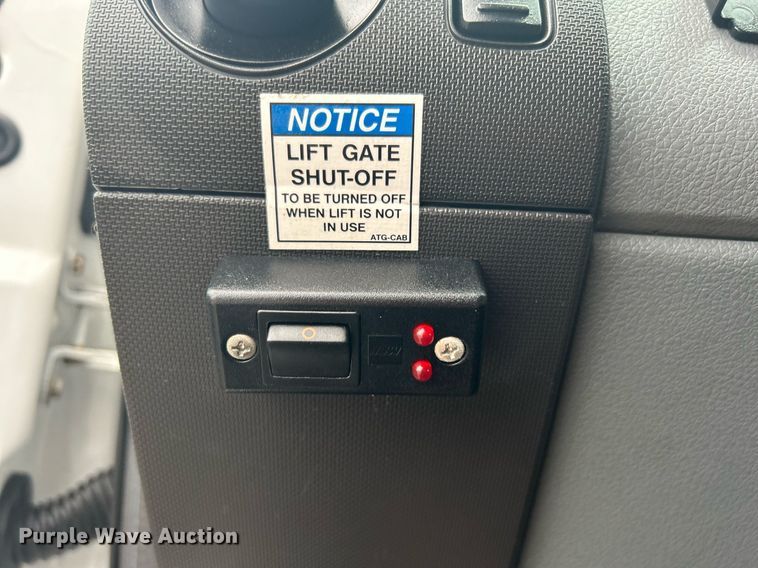 NOTICE
LIFT GATE
SHUT-OFF
TO BE TURNED OFF
WHEN LIFT IS NOT
IN USE
ATG-CAB
O
Purple Wave Auction